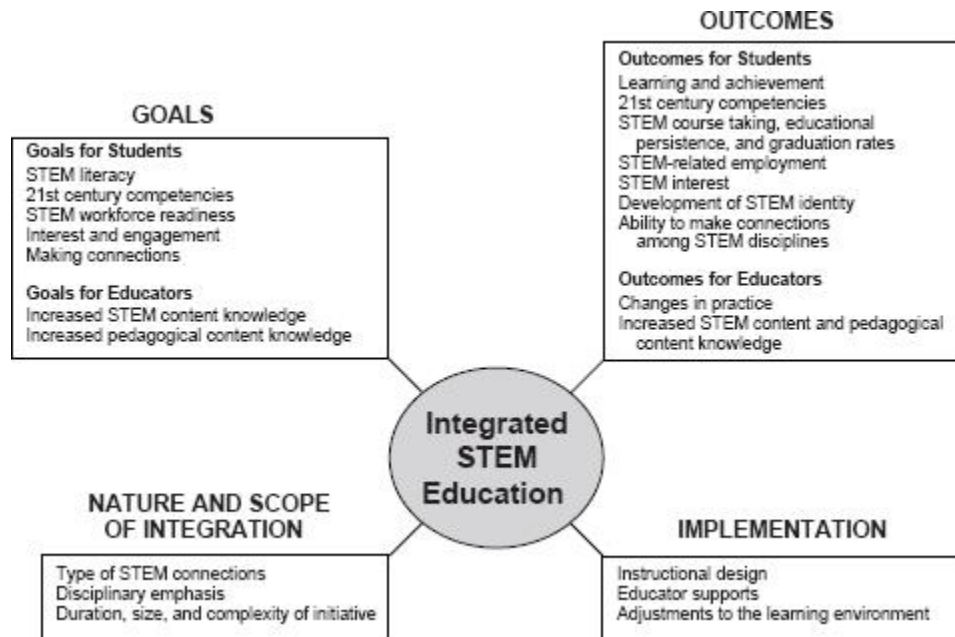 GOALS
Goals for Students
STEM literacy
21st century competencies
STEM workforce readiness
Interest and engagement
Making connections
Goals for Educators
Increased STEM content knowledge
Increased pedagogical content knowledge
OUTCOMES
Outcomes for Students
Learning and achievement
21st century competencies
STEM course taking, educational
persistence, and graduation rates
STEM-related employment
STEM interest
Development of STEM identity
Ability to make connections
among STEM disciplines
Outcomes for Educators
Changes in practice
Increased STEM content and pedagogical
content knowledge
Integrated
STEM
Education
NATURE AND SCOPE
OF INTEGRATION
Type of STEM connections
Disciplinary emphasis
Duration, size, and complexity of initiative
IMPLEMENTATION
Instructional design
Educator supports
Adjustments to the learning environment